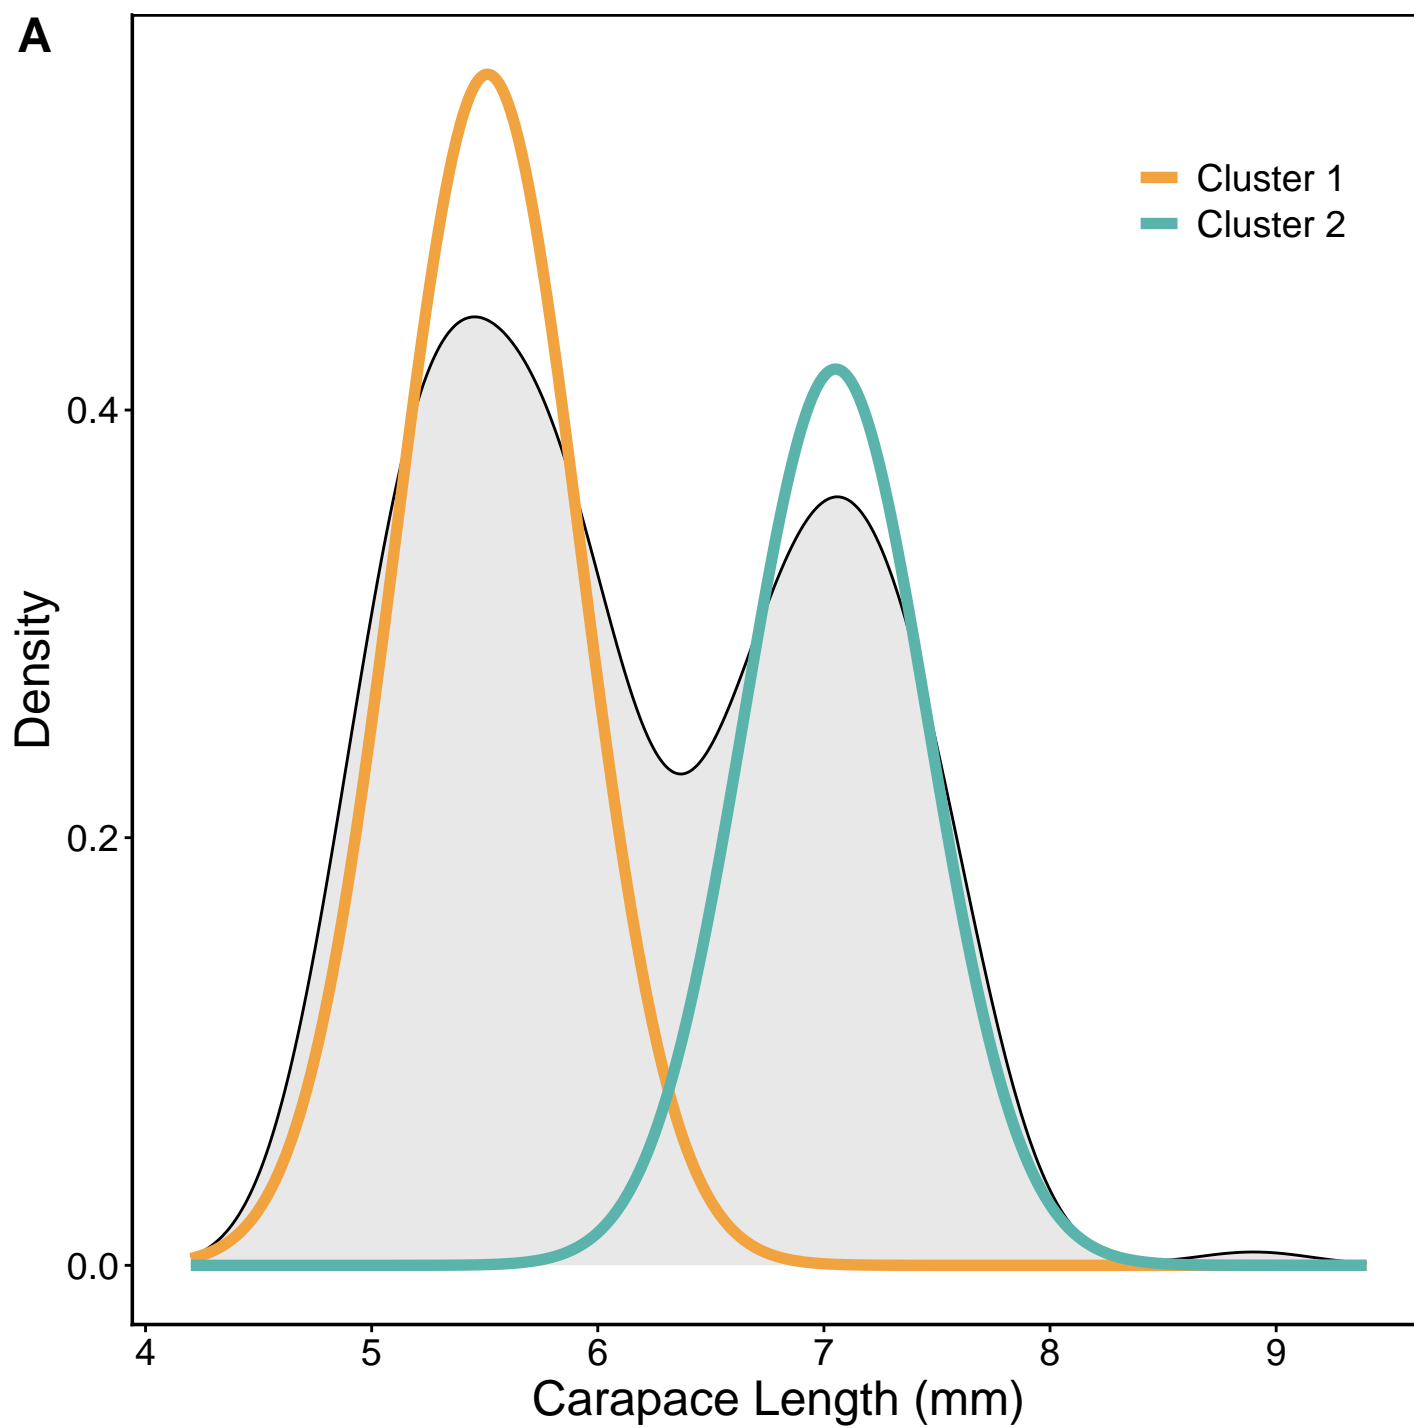 A
Cluster 1
Cluster 2
Density
0.4
0.2
0.0
4 5 6 7 8 9
Carapace Length (mm)